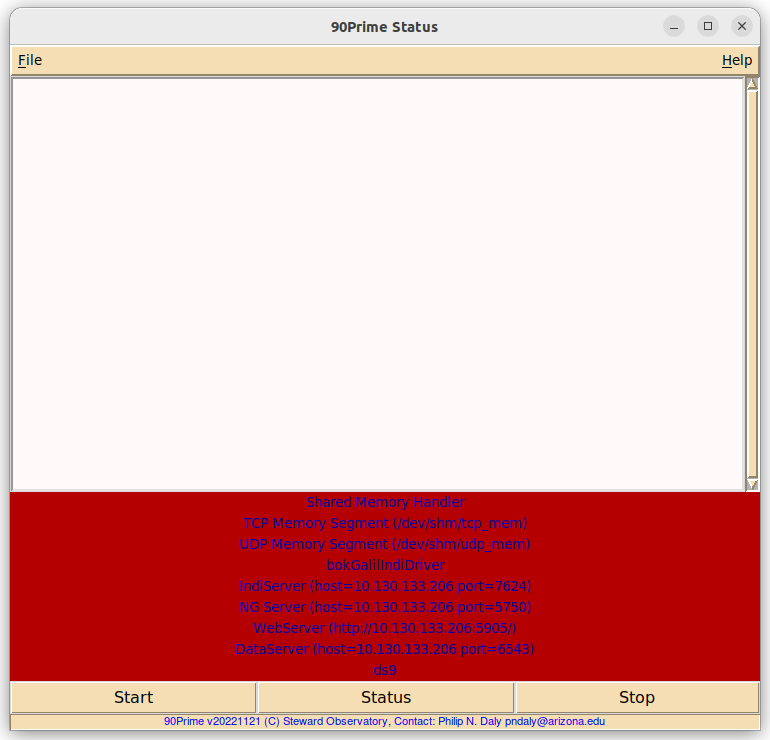 90Prime Status
File Help
Shared Memory Handler
TCP Memory Segment (/dev/shm/tcp_mem)
UDP Memory Segment (/dev/shm/udp_mem)
bokGalilIndiDriver
IndiServer (host=10.130.133.206 port=7624)
NG Server (host=10.130.133.206 port=5750)
WebServer (http://10.130.133.206:5905/)
DataServer (host=10.130.133.206 port=6543)
ds9
Start Status Stop
90Prime v20221121 (C) Steward Observatory, Contact: Philip N. Daly pndaly@arizona.edu